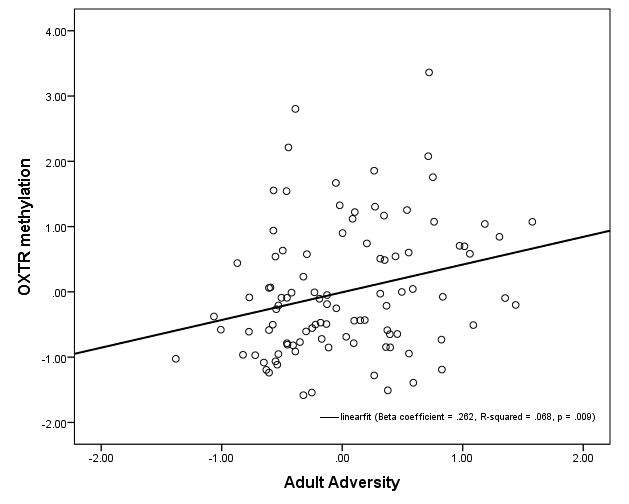 4.00
3.00
2.00
1.00
.00
-1.00
-2.00
OXTR methylation
linearfit (Beta coefficient = .262, R-squared = .068, p = .009)
-2.00 -1.00 .00 1.00 2.00
Adult Adversity